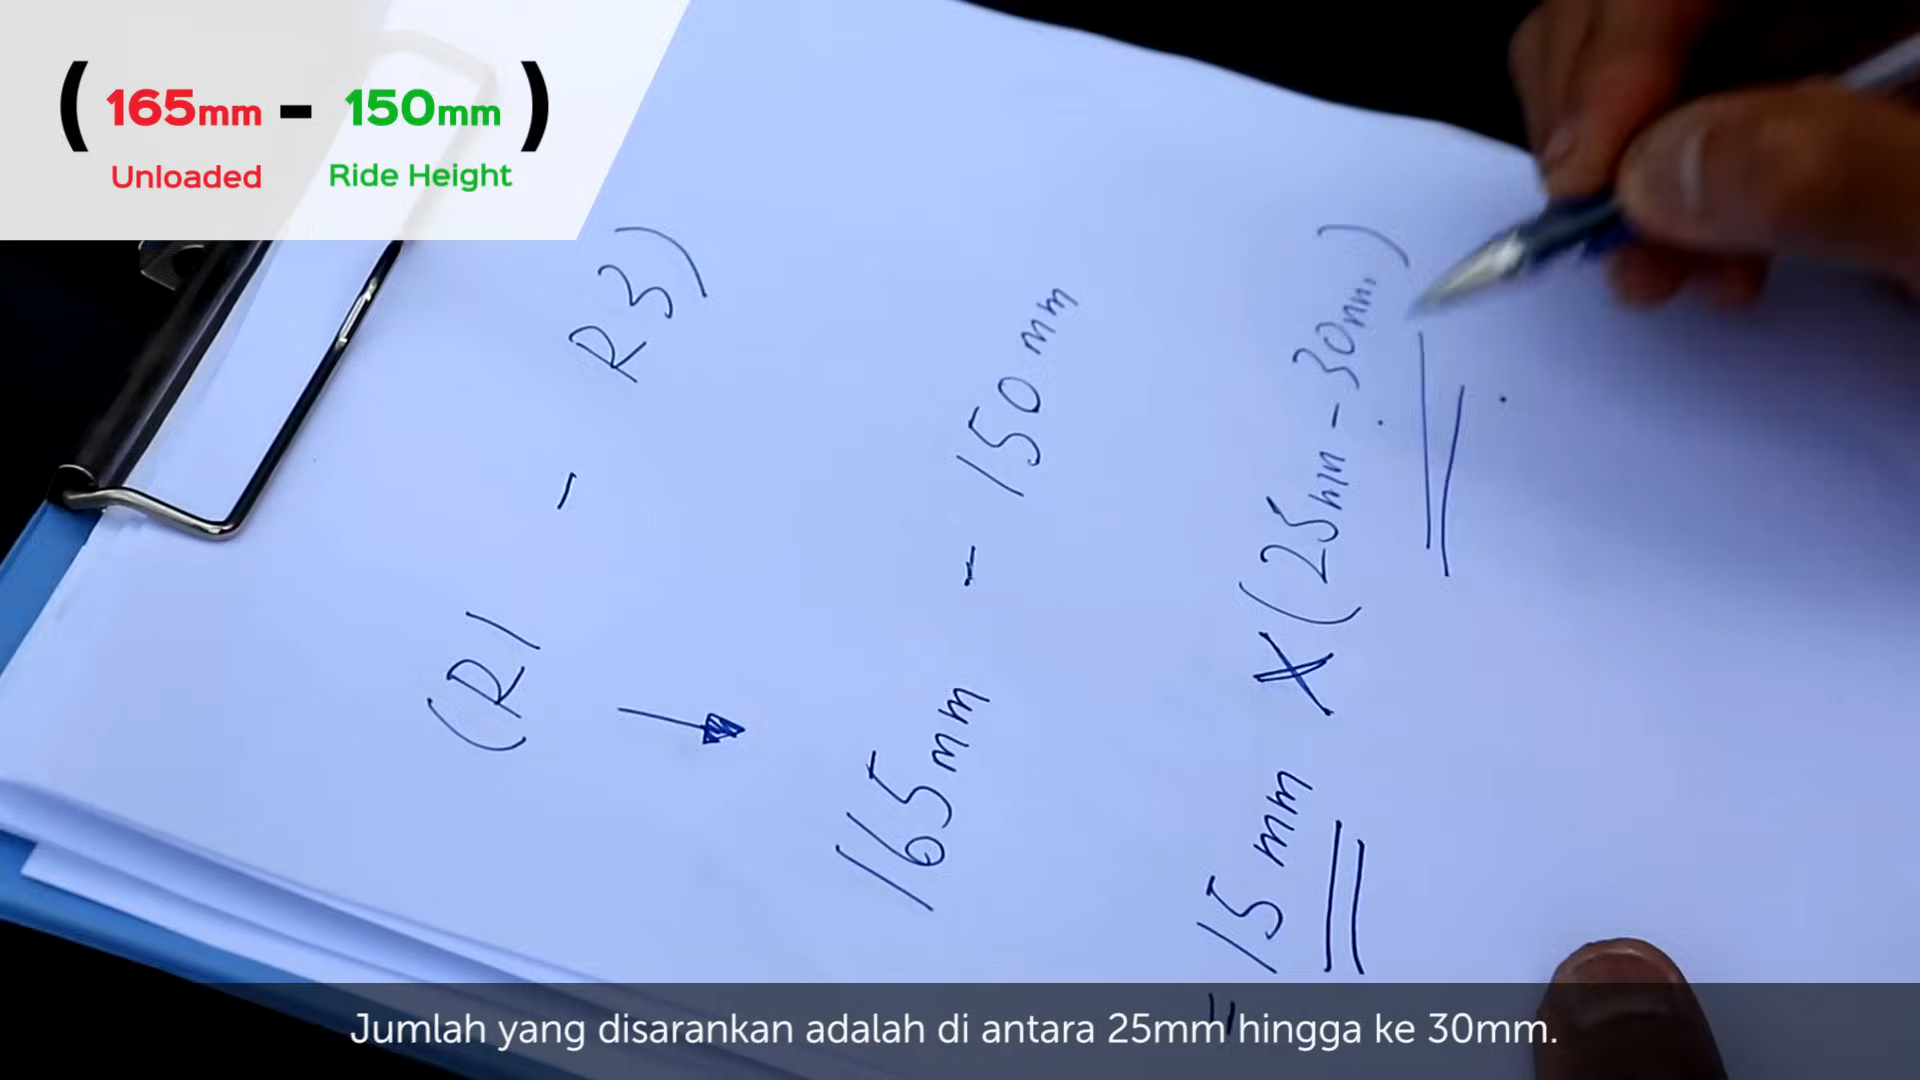 ( 165mm - 150mm )
Unloaded Ride Height
(R1 - R3)
165mm - 150mm
= 15mm X (25mm - 30mm)
Jumlah yang disarankan adalah di antara 25mm hingga ke 30mm.